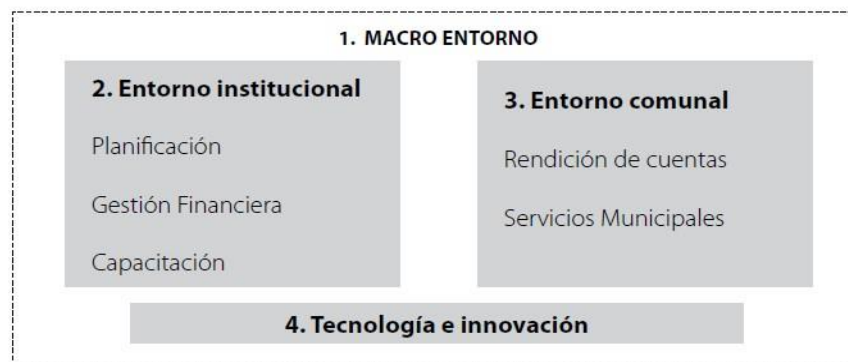 1. MACRO ENTORNO
2. Entorno institucional
Planificación
Gestión Financiera
Capacitación
3. Entorno comunal
Rendición de cuentas
Servicios Municipales
4. Tecnología e innovación